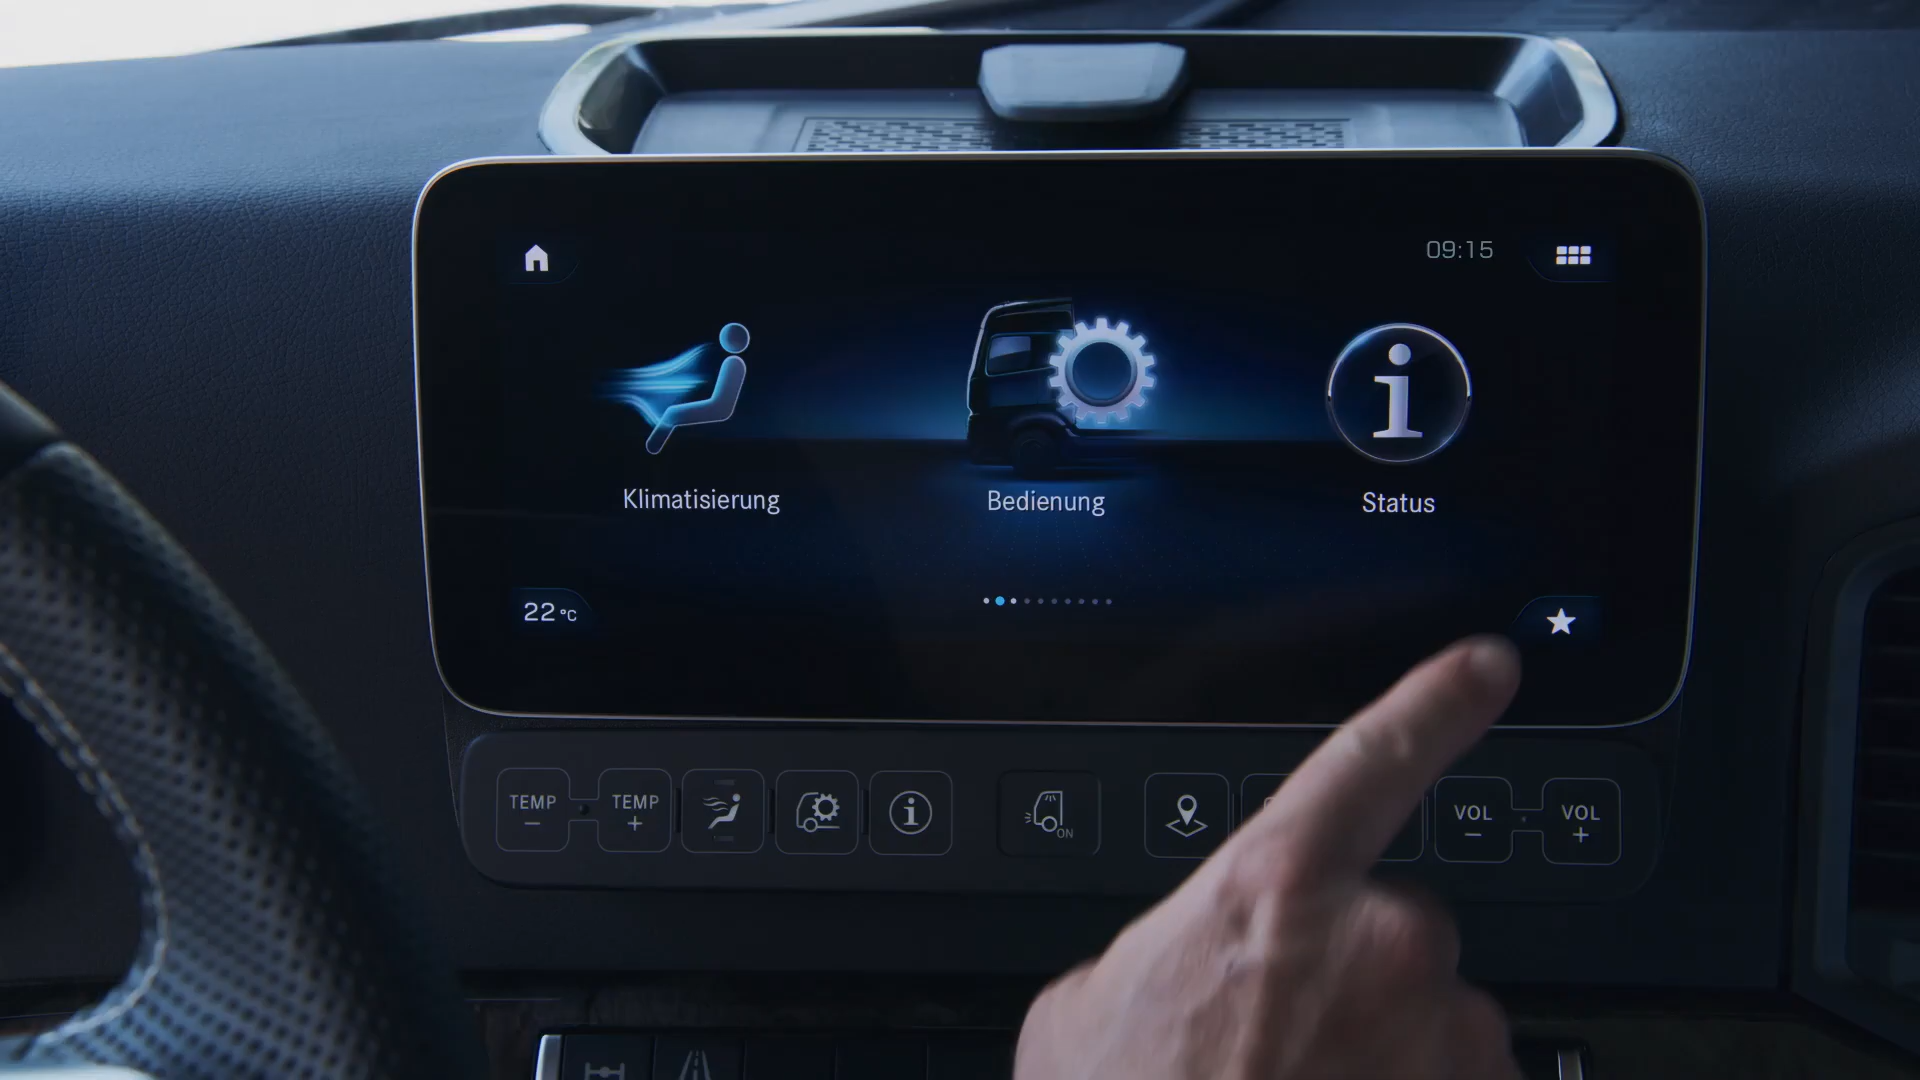 09:15
Klimatisierung
Bedienung
Status
22 °C
TEMP
−
TEMP
+
ON
VOL
−
VOL
+